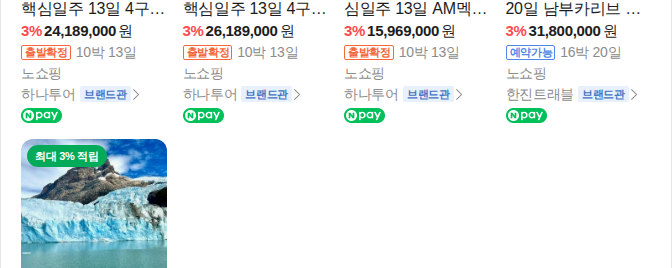 핵심일주 13일 4구…
3% 24,189,000 원
출발확정 10박 13일
노쇼핑
하나투어 브랜드관
N pay
핵심일주 13일 4구…
3% 26,189,000 원
출발확정 10박 13일
노쇼핑
하나투어 브랜드관
N pay
심일주 13일 AM멕…
3% 15,969,000 원
출발확정 10박 13일
노쇼핑
하나투어 브랜드관
N pay
20일 남부카리브 …
3% 31,800,000 원
예약가능 16박 20일
노쇼핑
한진트래블 브랜드관
N pay
최대 3% 적립